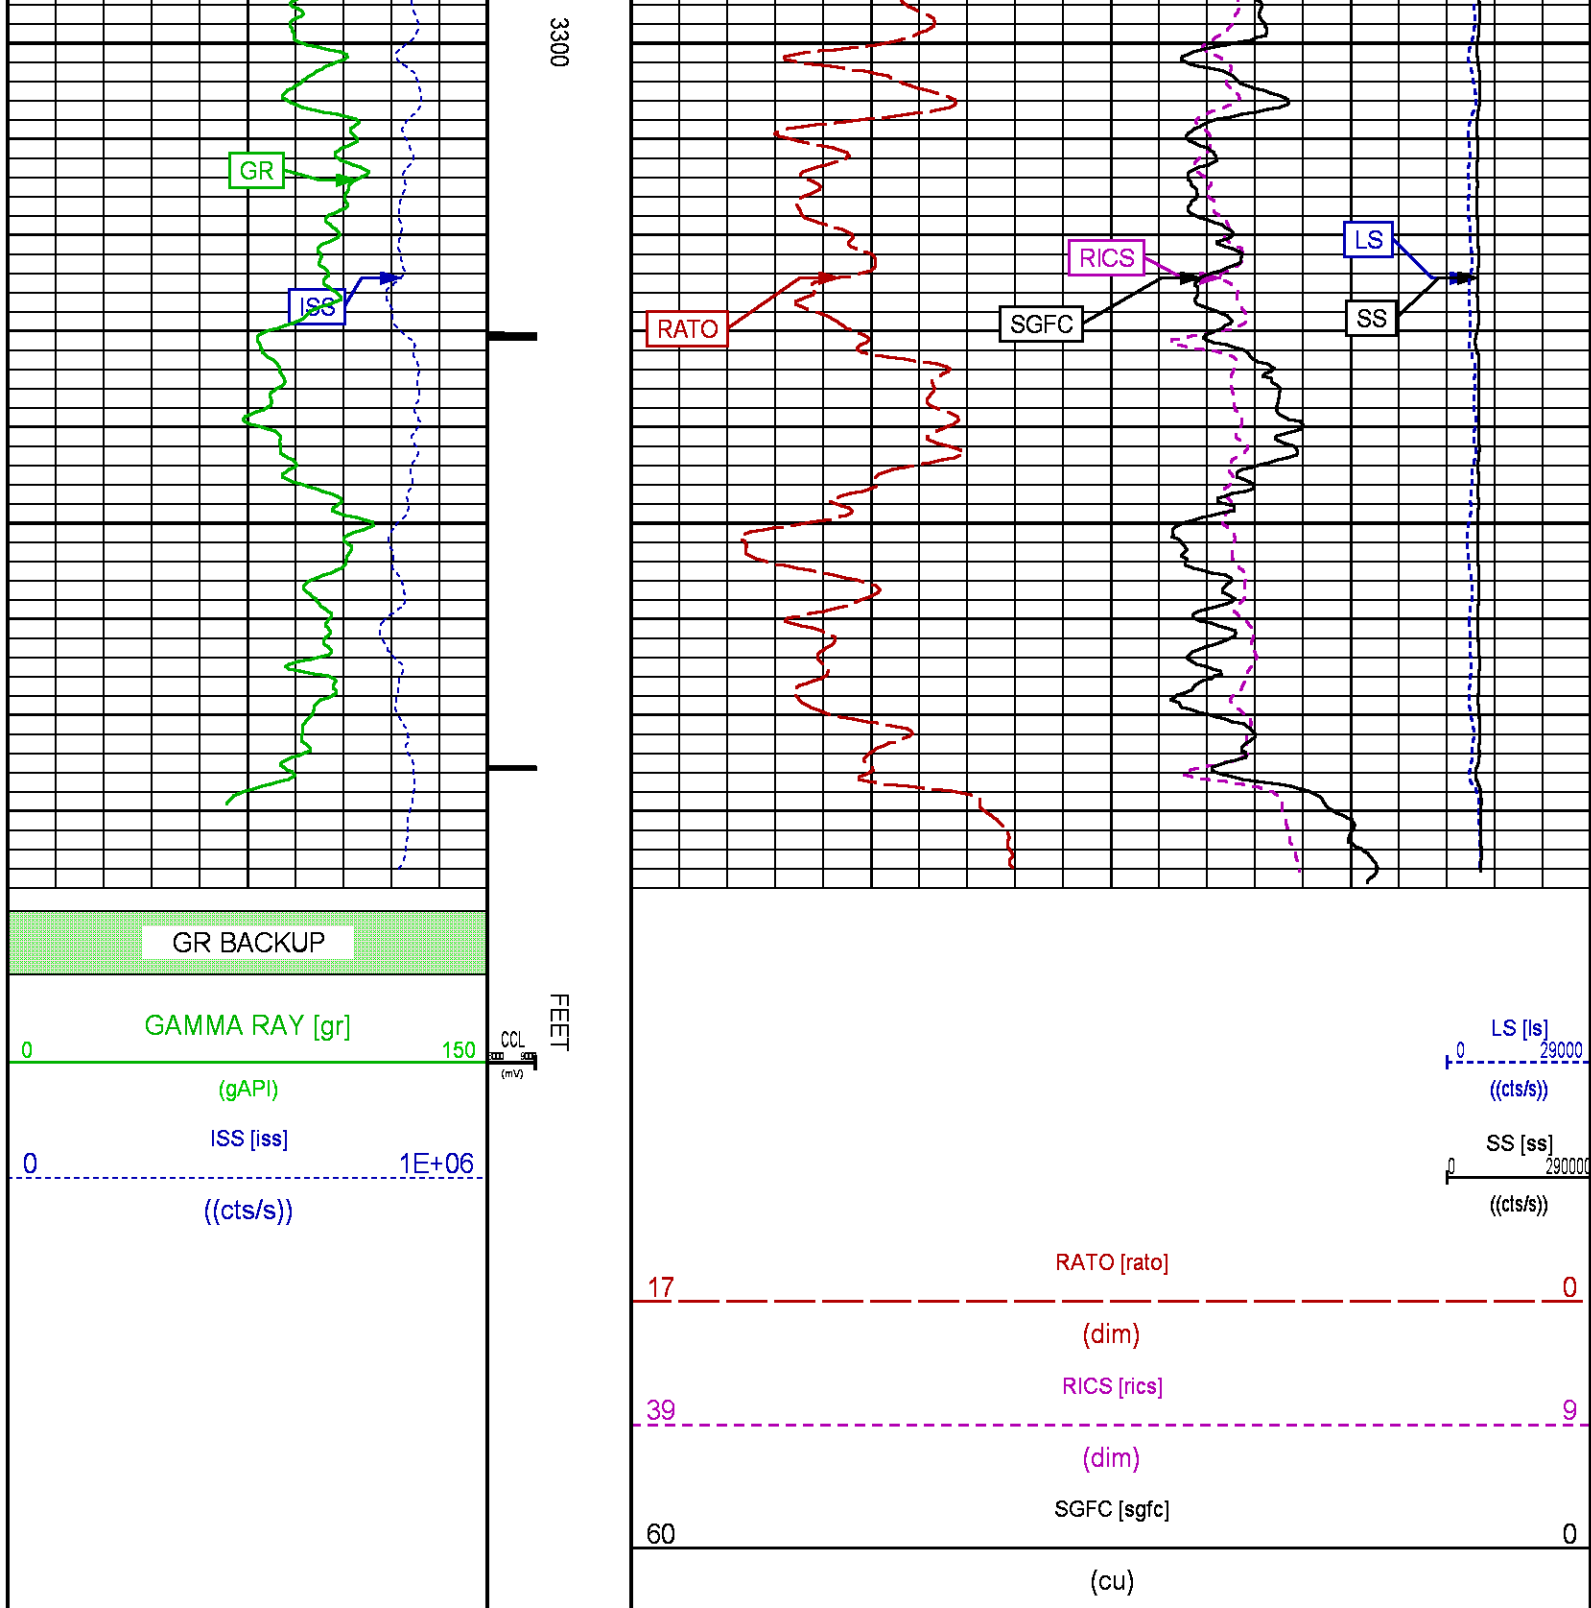 3300
GR
ISS
RATO
RICS
SGFC
LS
SS
GR BACKUP
FEET
GAMMA RAY [gr]
0 150
(gAPI)
CCL
(mV)
ISS [iss]
0 1E+06
((cts/s))
LS [ls]
0 29000
((cts/s))
SS [ss]
0 290000
((cts/s))
RATO [rato]
17 0
(dim)
RICS [rics]
39 9
(dim)
SGFC [sgfc]
60 0
(cu)